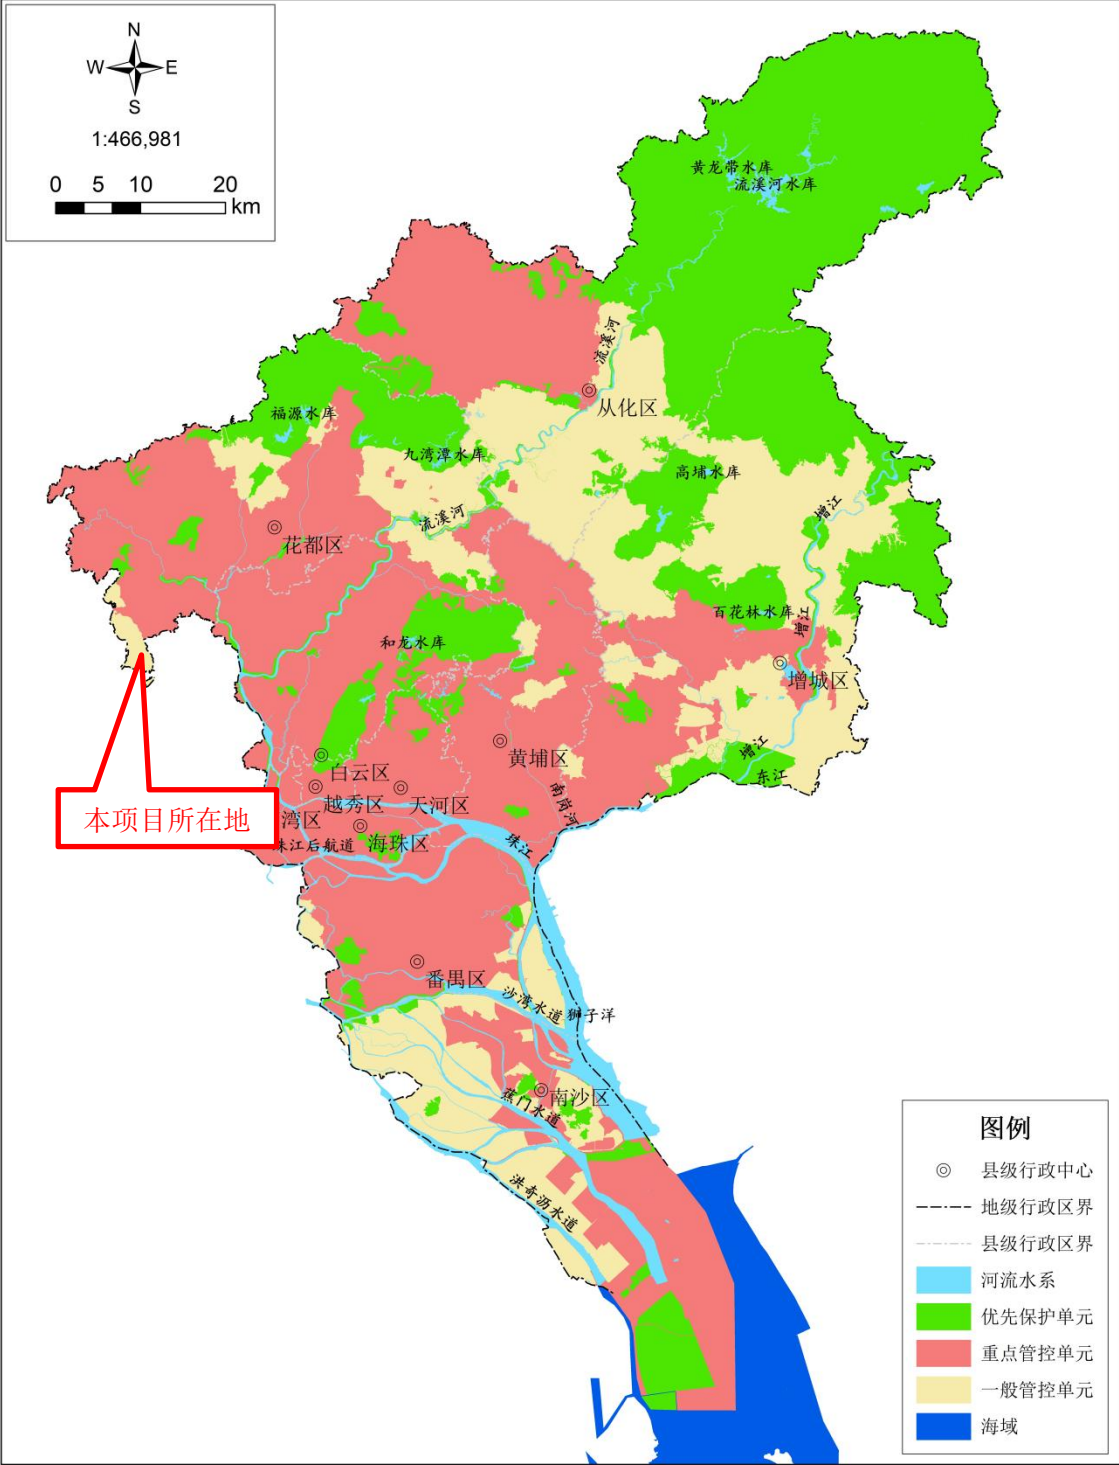 N
W E
S
1:466,981
0 5 10 20
km
黄龙带水库
流溪河水库
流溪河
从化区
福源水库
九湾潭水库
高埔水库
流溪河
增江
花都区
百花林水库
增江
和龙水库
增城区
黄埔区
增江
东江
白云区
越秀区
天河区
南岗河
本项目所在地
湾区
海珠区
珠江
珠江后航道
番禺区
沙湾水道
狮子洋
南沙区
蕉门水道
洪奇沥水道
图例
县级行政中心
地级行政区界
县级行政区界
河流水系
优先保护单元
重点管控单元
一般管控单元
海域